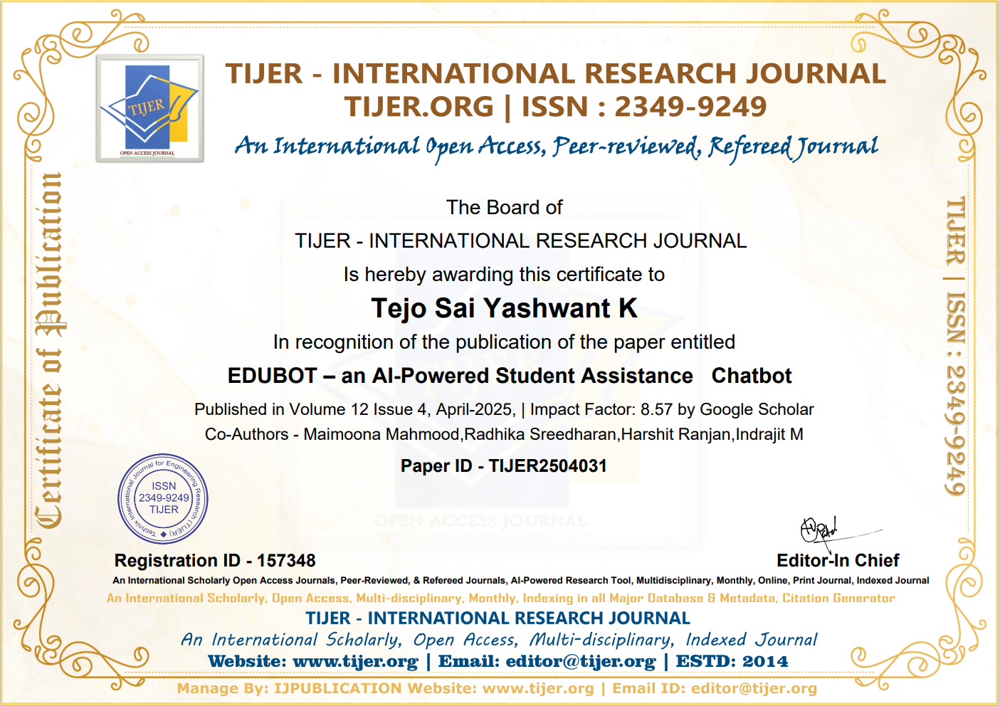 TIJER - INTERNATIONAL RESEARCH JOURNAL
TIJER.ORG | ISSN : 2349-9249
An International Open Access, Peer-reviewed, Refereed Journal
TIJER
OPEN ACCESS JOURNAL
Certificate of Publication
TIJER | ISSN : 2349-9249
The Board of
TIJER - INTERNATIONAL RESEARCH JOURNAL
Is hereby awarding this certificate to
Tejo Sai Yashwant K
In recognition of the publication of the paper entitled
EDUBOT – an AI-Powered Student Assistance Chatbot
Published in Volume 12 Issue 4, April-2025, | Impact Factor: 8.57 by Google Scholar
Co-Authors - Maimoona Mahmood,Radhika Sreedharan,Harshit Ranjan,Indrajit M
Paper ID - TIJER2504031
TIJER
OPEN ACCESS JOURNAL
Technix International Journal for Engineering Research (TIJER)
ISSN
2349-9249
TIJER
Registration ID - 157348
Editor-In Chief
An International Scholarly Open Access Journals, Peer-Reviewed, & Refereed Journals, AI-Powered Research Tool, Multidisciplinary, Monthly, Online, Print Journal, Indexed Journal
An International Scholarly, Open Access, Multi-disciplinary, Monthly, Indexing in all Major Database & Metadata, Citation Generator
TIJER - INTERNATIONAL RESEARCH JOURNAL
An International Scholarly, Open Access, Multi-disciplinary, Indexed Journal
Website: www.tijer.org | Email: editor@tijer.org | ESTD: 2014
Manage By: IJPUBLICATION Website: www.tijer.org | Email ID: editor@tijer.org